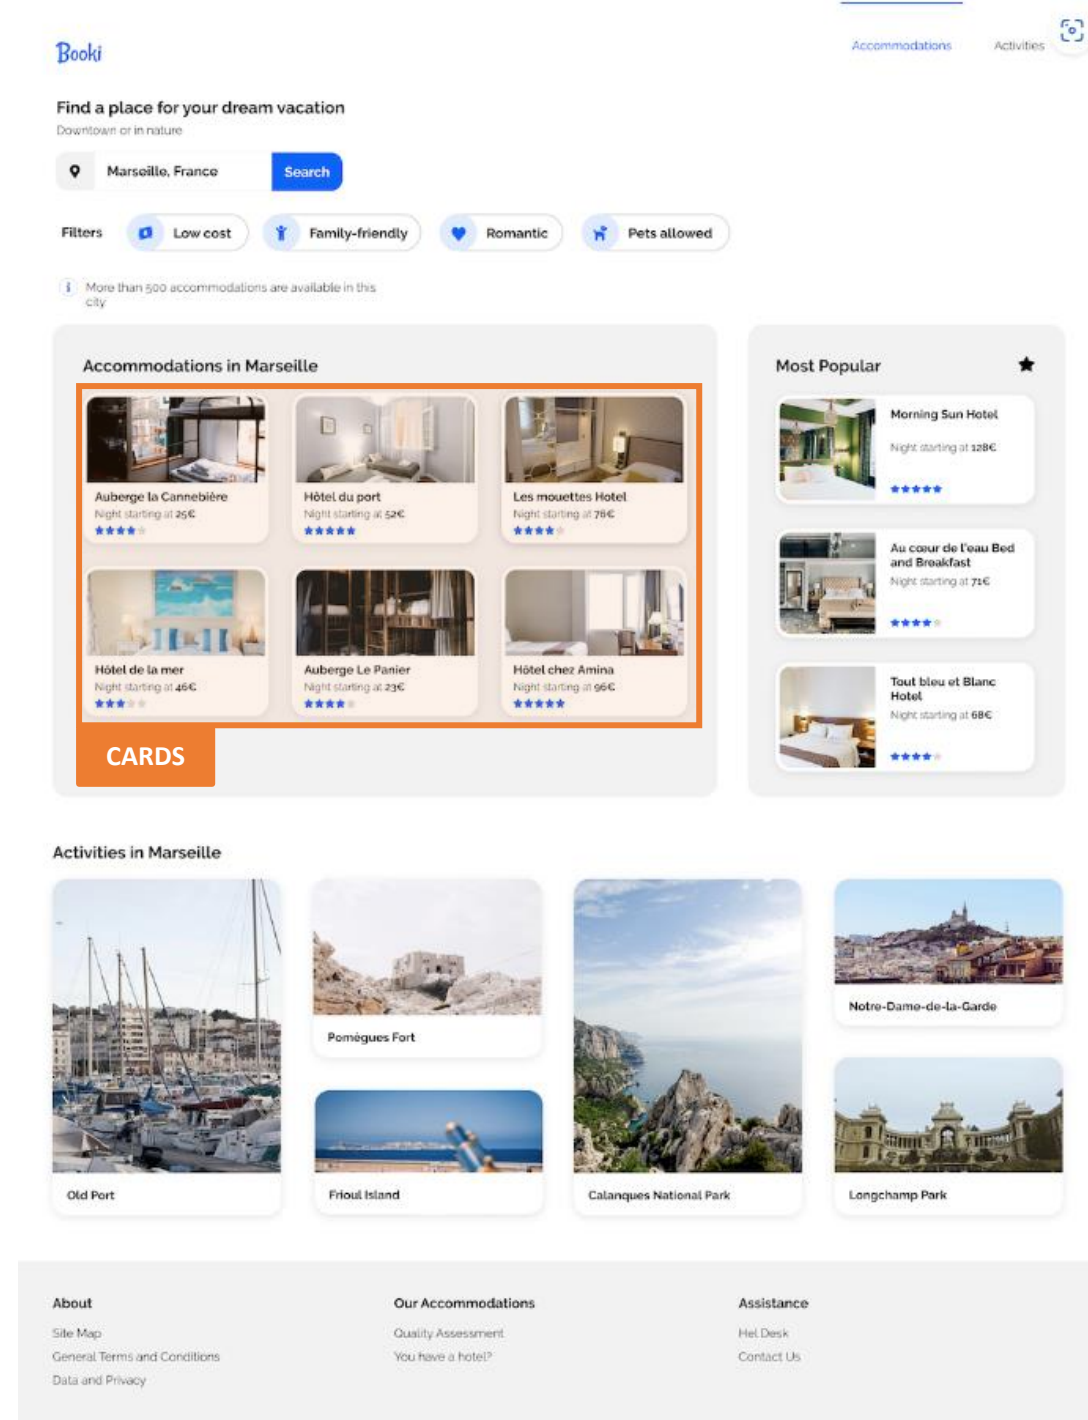 Booki
Accommodations
Activities
Find a place for your dream vacation
Downtown or in nature
Marseille, France
Search
Filters
Low cost
Family-friendly
Romantic
Pets allowed
More than 500 accommodations are available in this
city
Accommodations in Marseille
Auberge la Cannebière
Night starting at 25€
Hôtel du port
Night starting at 52€
Les mouettes Hotel
Night starting at 76€
Hôtel de la mer
Night starting at 46€
Auberge Le Panier
Night starting at 23€
Hôtel chez Amina
Night starting at 96€
CARDS
Most Popular
Morning Sun Hotel
Night starting at 128€
Au cœur de l'eau Bed
and Breakfast
Night starting at 71€
Tout bleu et Blanc
Hotel
Night starting at 68€
Activities in Marseille
Old Port
Pomègues Fort
Frioul Island
Calanques National Park
Notre-Dame-de-la-Garde
Longchamp Park
About
Site Map
General Terms and Conditions
Data and Privacy
Our Accommodations
Quality Assessment
You have a hotel?
Assistance
Hel Desk
Contact Us